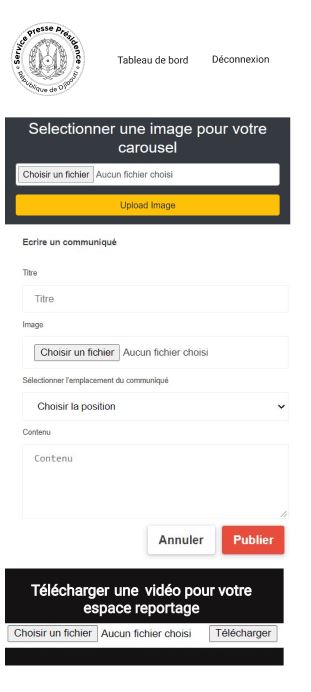 Service Presse Présidence
République de Djibouti
Tableau de bord
Déconnexion
Selectionner une image pour votre
carousel
Choisir un fichier Aucun fichier choisi
Upload Image
Ecrire un communiqué
Titre
Titre
Image
Choisir un fichier Aucun fichier choisi
Sélectionner l'emplacement du communiqué
Choisir la position
Contenu
Contenu
Annuler
Publier
Télécharger une vidéo pour votre
espace reportage
Choisir un fichier Aucun fichier choisi Télécharger